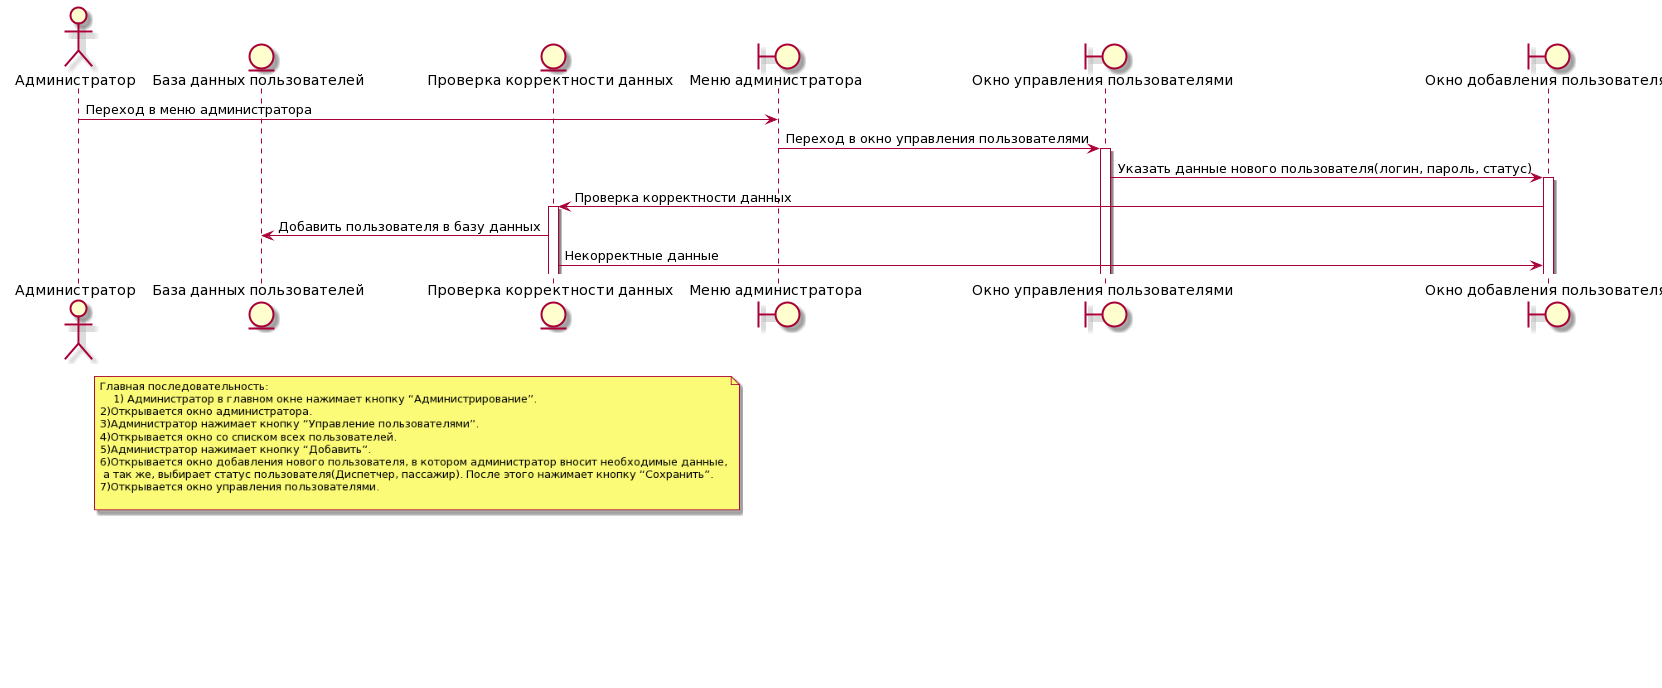 Администратор
База данных пользователей
Проверка корректности данных
Меню администратора
Окно управления пользователями
Окно добавления пользователя
Переход в меню администратора
Переход в окно управления пользователями
Указать данные нового пользователя(логин, пароль, статус)
Проверка корректности данных
Добавить пользователя в базу данных
Некорректные данные
Администратор
База данных пользователей
Проверка корректности данных
Меню администратора
Окно управления пользователями
Окно добавления пользователя
Главная последовательность:
1) Администратор в главном окне нажимает кнопку “Администрирование”.
2)Открывается окно администратора.
3)Администратор нажимает кнопку “Управление пользователями”.
4)Открывается окно со списком всех пользователей.
5)Администратор нажимает кнопку “Добавить”.
6)Открывается окно добавления нового пользователя, в котором администратор вносит необходимые данные,
а так же, выбирает статус пользователя(Диспетчер, пассажир). После этого нажимает кнопку “Сохранить”.
7)Открывается окно управления пользователями.